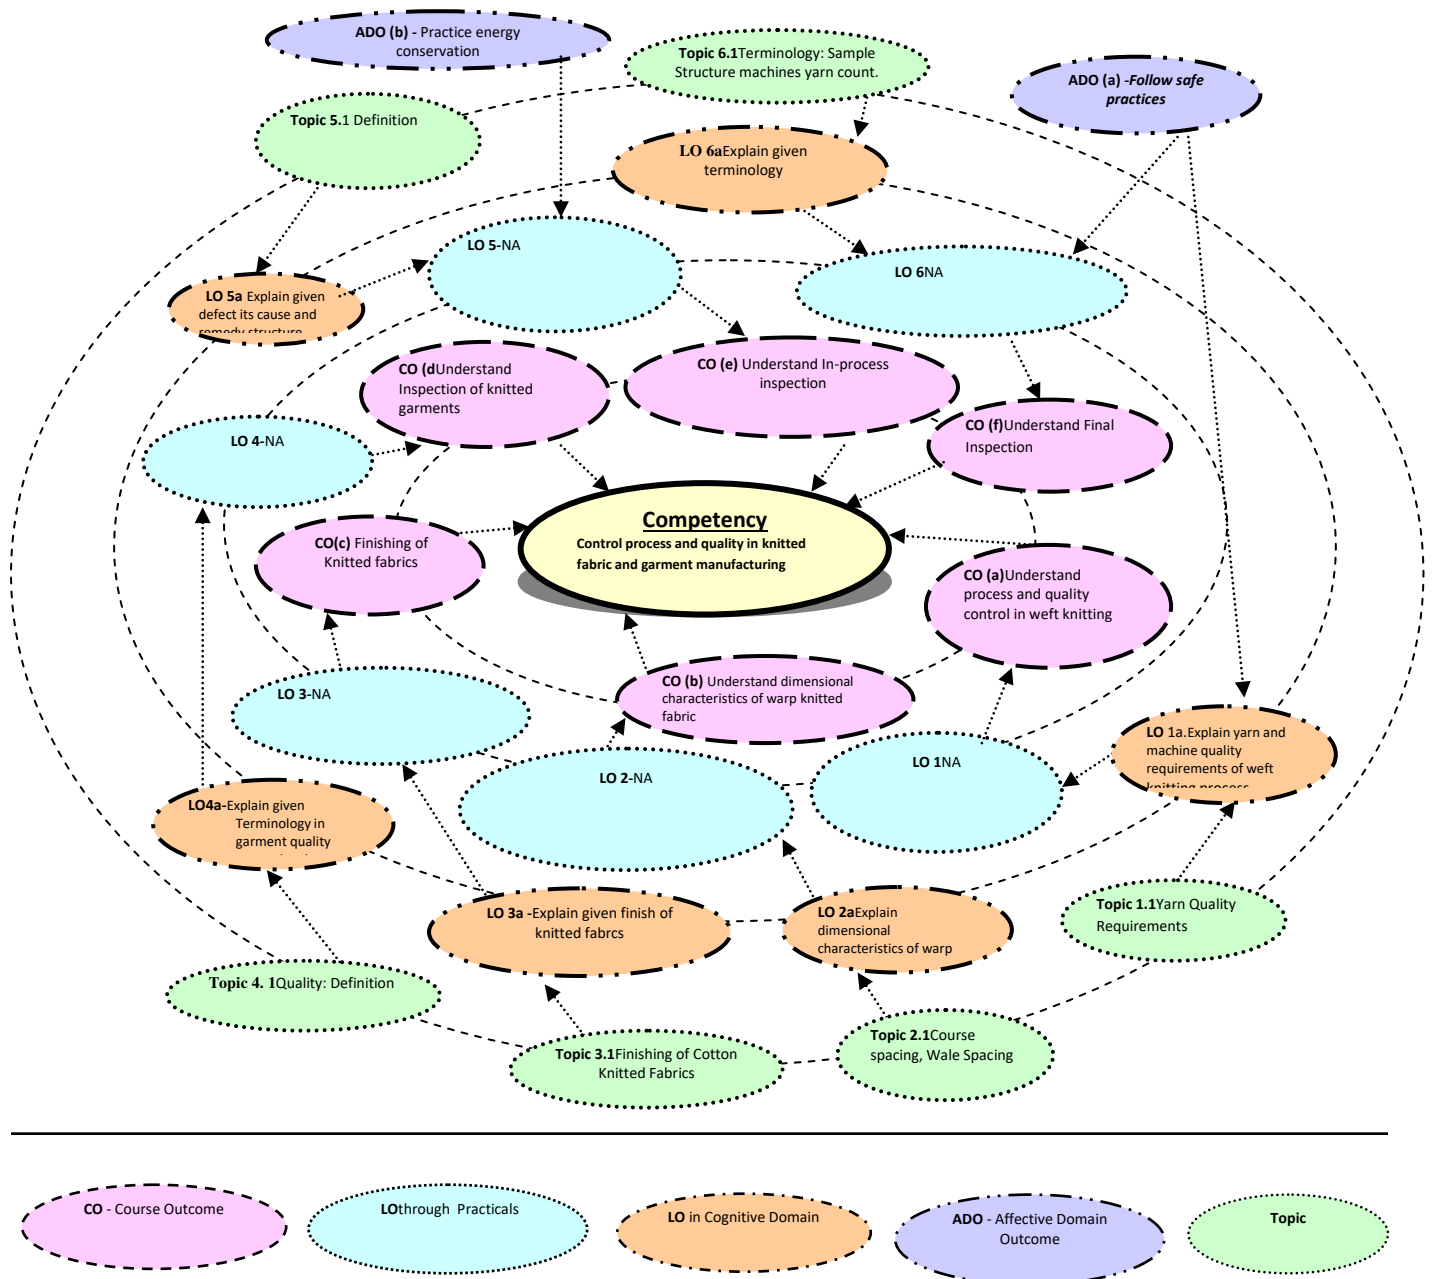 ADO (b) - Practice energy
conservation
Topic 6.1Terminology: Sample
Structure machines yarn count.
ADO (a) -Follow safe
practices
Topic 5.1 Definition
LO 6aExplain given
terminology
LO 5-NA
LO 6NA
LO 5a Explain given
defect its cause and
remedy structure
CO (dUnderstand
Inspection of knitted
garments
CO (e) Understand In-process
inspection
CO (f)Understand Final
Inspection
LO 4-NA
Competency
Control process and quality in knitted
fabric and garment manufacturing
CO(c) Finishing of
Knitted fabrics
CO (a)Understand
process and quality
control in weft knitting
CO (b) Understand dimensional
characteristics of warp knitted
fabric
LO 3-NA
LO 2-NA
LO 1NA
LO 1a.Explain yarn and
machine quality
requirements of weft
knitting process
LO4a-Explain given
Terminology in
garment quality
LO 3a -Explain given finish of
knitted fabrcs
LO 2aExplain
dimensional
characteristics of warp
Topic 1.1Yarn Quality
Requirements
Topic 4. 1Quality: Definition
Topic 3.1Finishing of Cotton
Knitted Fabrics
Topic 2.1Course
spacing, Wale Spacing
CO - Course Outcome
LOthrough Practicals
LO in Cognitive Domain
ADO - Affective Domain
Outcome
Topic